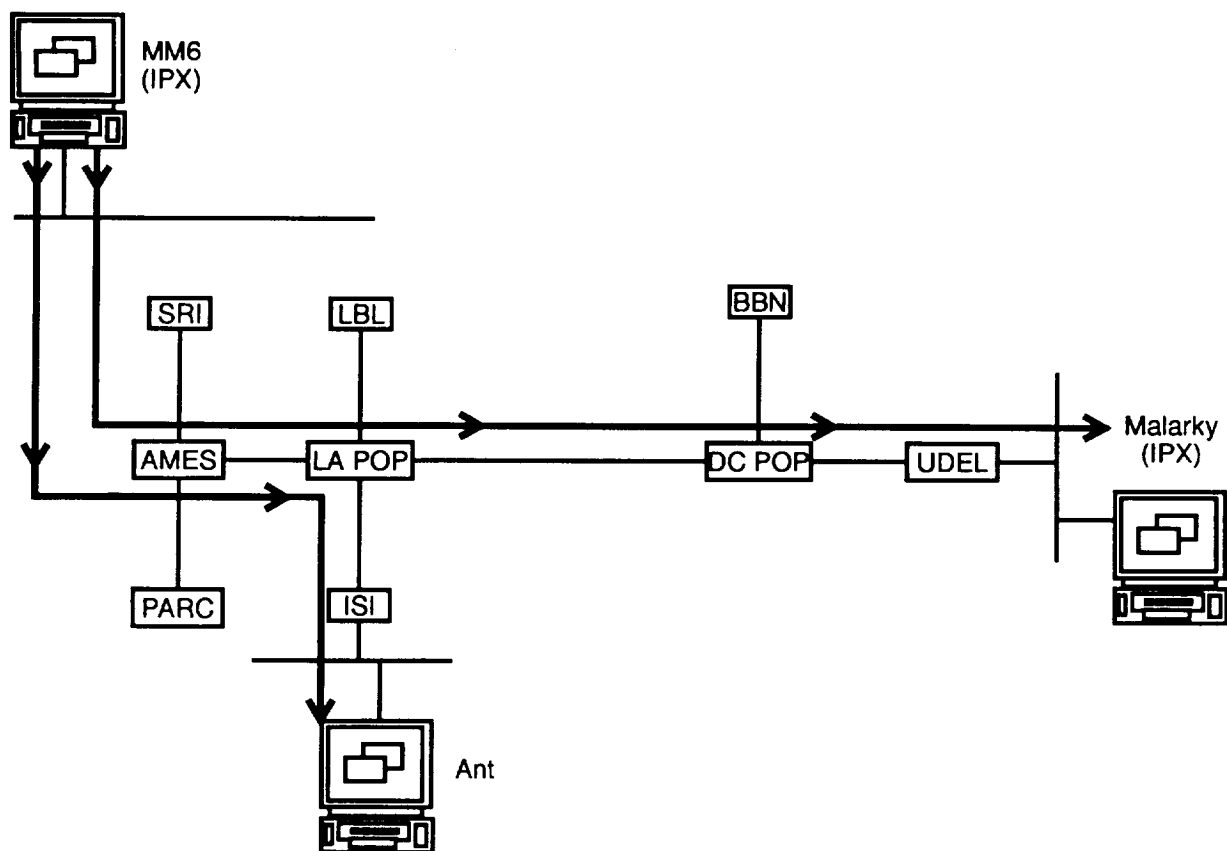 MM6
(IPX)
SRI
LBL
BBN
AMES
LA POP
DC POP
UDEL
Malarky
(IPX)
PARC
ISI
Ant